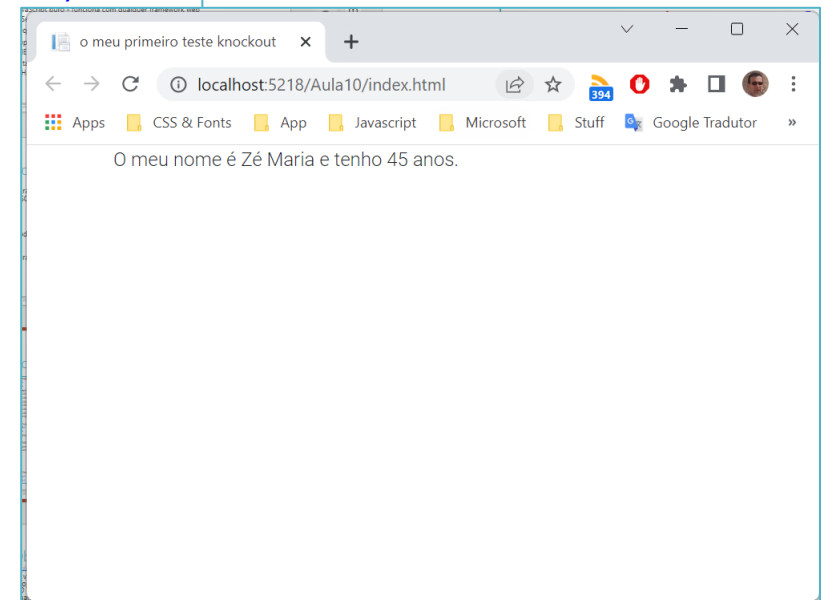 o meu primeiro teste knockout
localhost:5218/Aula10/index.html
394
Apps CSS & Fonts App Javascript Microsoft Stuff Google Tradutor »
O meu nome é Zé Maria e tenho 45 anos.